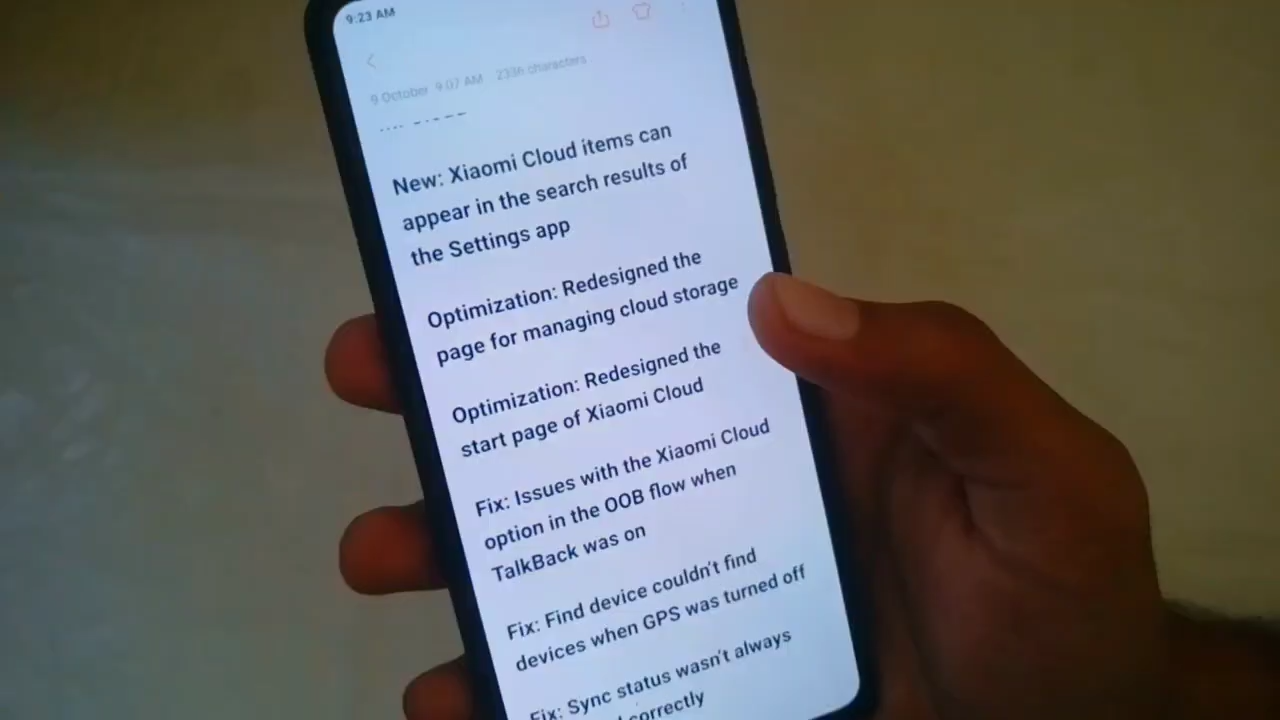 9:23 AM
9 October 9:07 AM 2336 characters
New: Xiaomi Cloud items can
appear in the search results of
the Settings app
Optimization: Redesigned the
page for managing cloud storage
Optimization: Redesigned the
start page of Xiaomi Cloud
Fix: Issues with the Xiaomi Cloud
option in the OOB flow when
TalkBack was on
Fix: Find device couldn't find
devices when GPS was turned off
Fix: Sync status wasn't always
correctly